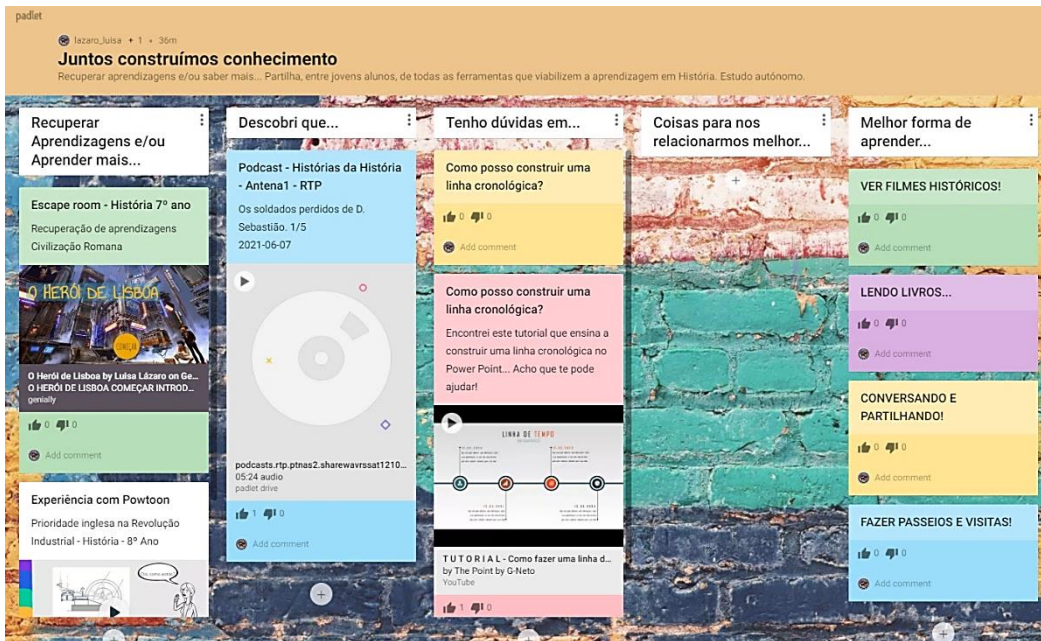 padlet
lazaro_luisa + 1 • 36m
Juntos construímos conhecimento
Recuperar aprendizagens e/ou saber mais... Partilha, entre jovens alunos, de todas as ferramentas que viabilizem a aprendizagem em História. Estudo autónomo.
Recuperar
Aprendizagens e/ou
Aprender mais...
Escape room - História 7º ano
Recuperação de aprendizagens
Civilização Romana
O HERÓI DE LISBOA
COMEÇAR
O Herói de Lisboa by Luisa Lázaro on Ge...
O HERÓI DE LISBOA COMEÇAR INTROD...
genially
0 0
Add comment
Experiência com Powtoon
Prioridade inglesa na Revolução
Industrial - História - 8º Ano
Descobri que...
Podcast - Histórias da História
- Antena1 - RTP
Os soldados perdidos de D.
Sebastião. 1/5
2021-06-07
podcasts.rtp.ptnas2.sharewavrssat1210...
05:24 audio
padlet drive
1 0
Add comment
Tenho dúvidas em...
Como posso construir uma
linha cronológica?
0 0
Add comment
Como posso construir uma
linha cronológica?
Encontrei este tutorial que ensina a
construir uma linha cronológica no
Power Point... Acho que te pode
ajudar!
LINHA DE TEMPO
T U T O R I A L - Como fazer uma linha d...
by The Point by G-Neto
YouTube
1 0
Coisas para nos
relacionarmos melhor...
Melhor forma de
aprender...
VER FILMES HISTÓRICOS!
0 0
Add comment
LENDO LIVROS...
0 0
Add comment
CONVERSANDO E
PARTILHANDO!
0 0
Add comment
FAZER PASSEIOS E VISITAS!
0 0
Add comment